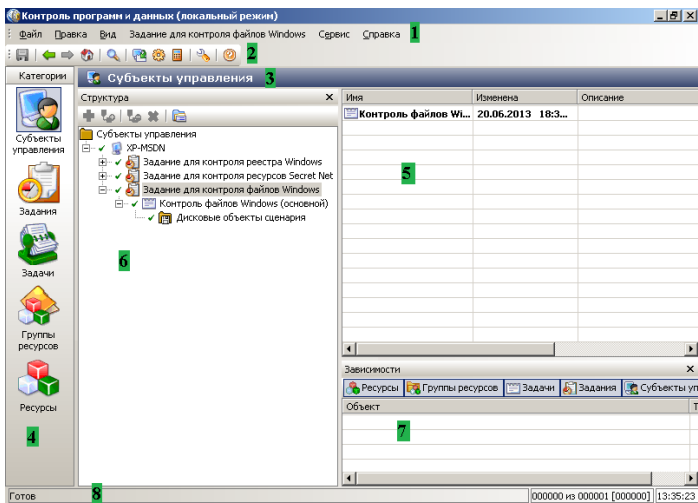 Контроль программ и данных (локальный режим)
Файл Правка Вид Задание для контроля файлов Windows Сервис Справка 1
2
Категории
Субъекты управления 3
Субъекты
управления
Задания
Задачи
Группы
ресурсов
Ресурсы
4
Структура
Субъекты управления
XP-MSDN
Задание для контроля реестра Windows
Задание для контроля ресурсов Secret Net
Задание для контроля файлов Windows
Контроль файлов Windows (основной)
Дисковые объекты сценария
6
Имя Изменена Описание
Контроль файлов Wi... 20.06.2013 18:3...
5
Зависимости
Ресурсы Группы ресурсов Задачи Задания Субъекты уп
Объект Т
7
Готов 8 000000 из 000001 [000000] 13:35:23